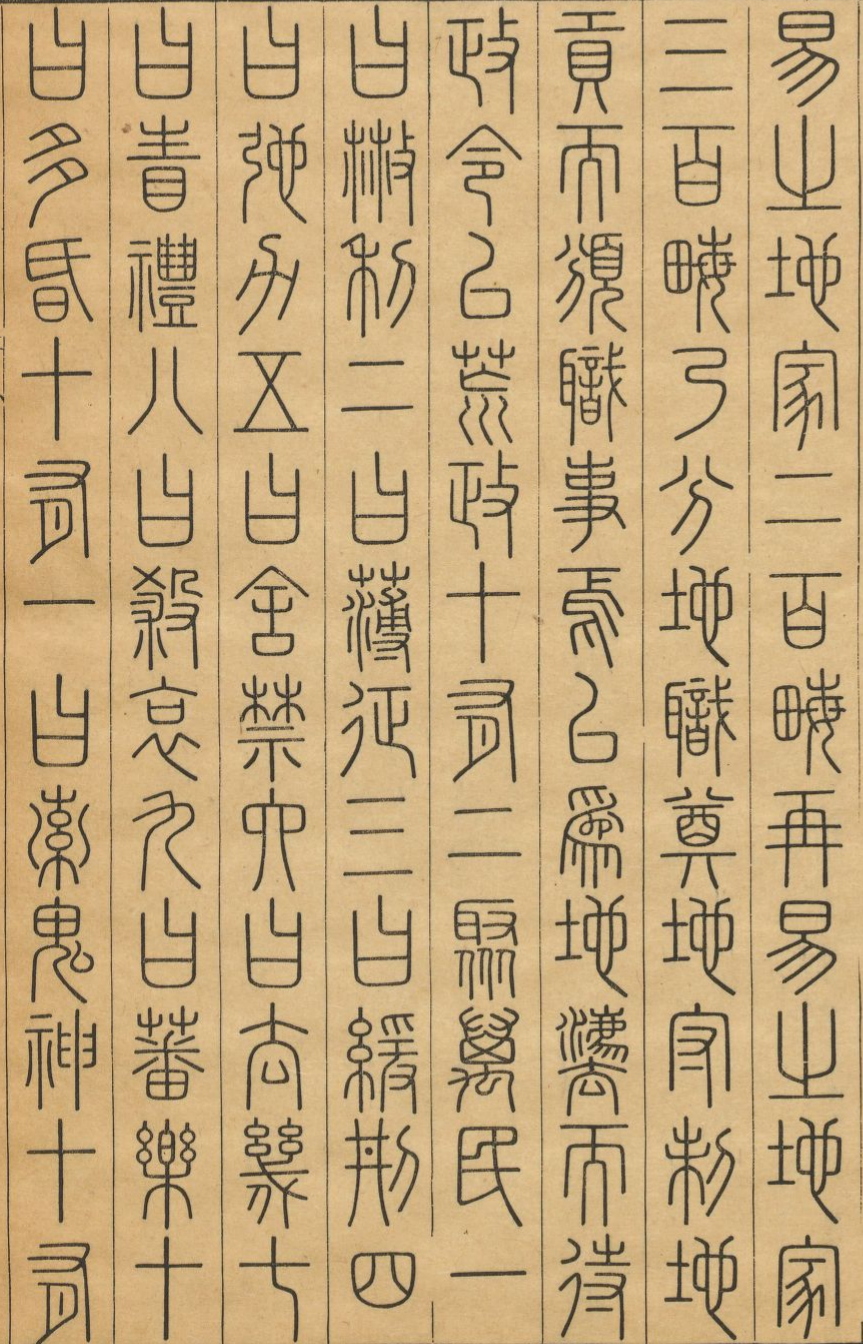 易之地家二百畮再易之地家
三百畮乃分地職奠地守制地
貢而頒職事焉以爲地灋而待
政令以荒政十有二聚萬民一
曰散利二曰薄征三曰緩刑四
曰弛力五曰舍禁六曰去幾七
曰眚禮八曰殺哀九曰蕃樂十
曰多昏十有一曰索鬼神十有